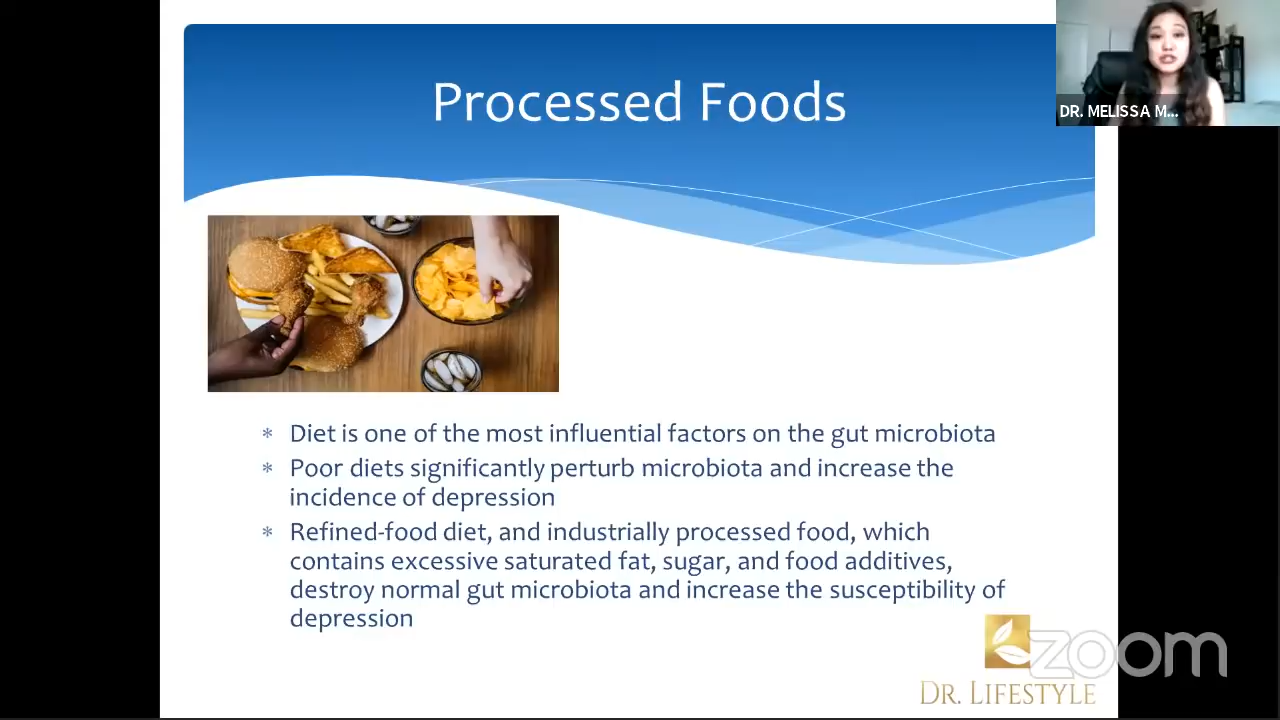 Processed Foods
DR. MELISSA M...
* Diet is one of the most influential factors on the gut microbiota
* Poor diets significantly perturb microbiota and increase the
incidence of depression
* Refined-food diet, and industrially processed food, which
contains excessive saturated fat, sugar, and food additives,
destroy normal gut microbiota and increase the susceptibility of
depression
zoom
DR. LIFESTYLE